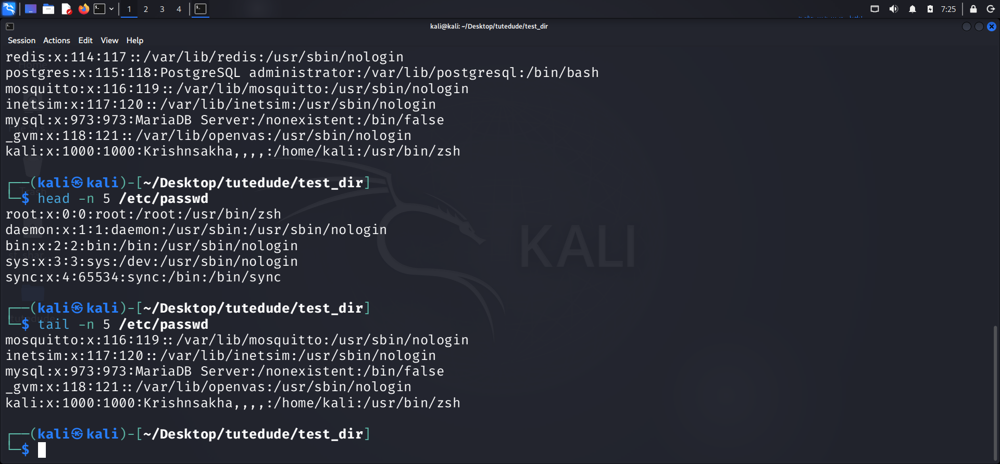 1 2 3 4
7:25
kali@kali: ~/Desktop/tutedude/test_dir
Session Actions Edit View Help
redis:x:114:117::/var/lib/redis:/usr/sbin/nologin
postgres:x:115:118:PostgreSQL administrator:/var/lib/postgresql:/bin/bash
mosquitto:x:116:119::/var/lib/mosquitto:/usr/sbin/nologin
inetsim:x:117:120::/var/lib/inetsim:/usr/sbin/nologin
mysql:x:973:973:MariaDB Server:/nonexistent:/bin/false
_gvm:x:118:121::/var/lib/openvas:/usr/sbin/nologin
kali:x:1000:1000:Krishnsakha,,,,:/home/kali:/usr/bin/zsh
┌──(kali㉿kali)-[~/Desktop/tutedude/test_dir]
└─$ head -n 5 /etc/passwd
root:x:0:0:root:/root:/usr/bin/zsh
daemon:x:1:1:daemon:/usr/sbin:/usr/sbin/nologin
bin:x:2:2:bin:/bin:/usr/sbin/nologin
sys:x:3:3:sys:/dev:/usr/sbin/nologin
sync:x:4:65534:sync:/bin:/bin/sync
┌──(kali㉿kali)-[~/Desktop/tutedude/test_dir]
└─$ tail -n 5 /etc/passwd
mosquitto:x:116:119::/var/lib/mosquitto:/usr/sbin/nologin
inetsim:x:117:120::/var/lib/inetsim:/usr/sbin/nologin
mysql:x:973:973:MariaDB Server:/nonexistent:/bin/false
_gvm:x:118:121::/var/lib/openvas:/usr/sbin/nologin
kali:x:1000:1000:Krishnsakha,,,,:/home/kali:/usr/bin/zsh
┌──(kali㉿kali)-[~/Desktop/tutedude/test_dir]
└─$
KALI
Trash
tutedude